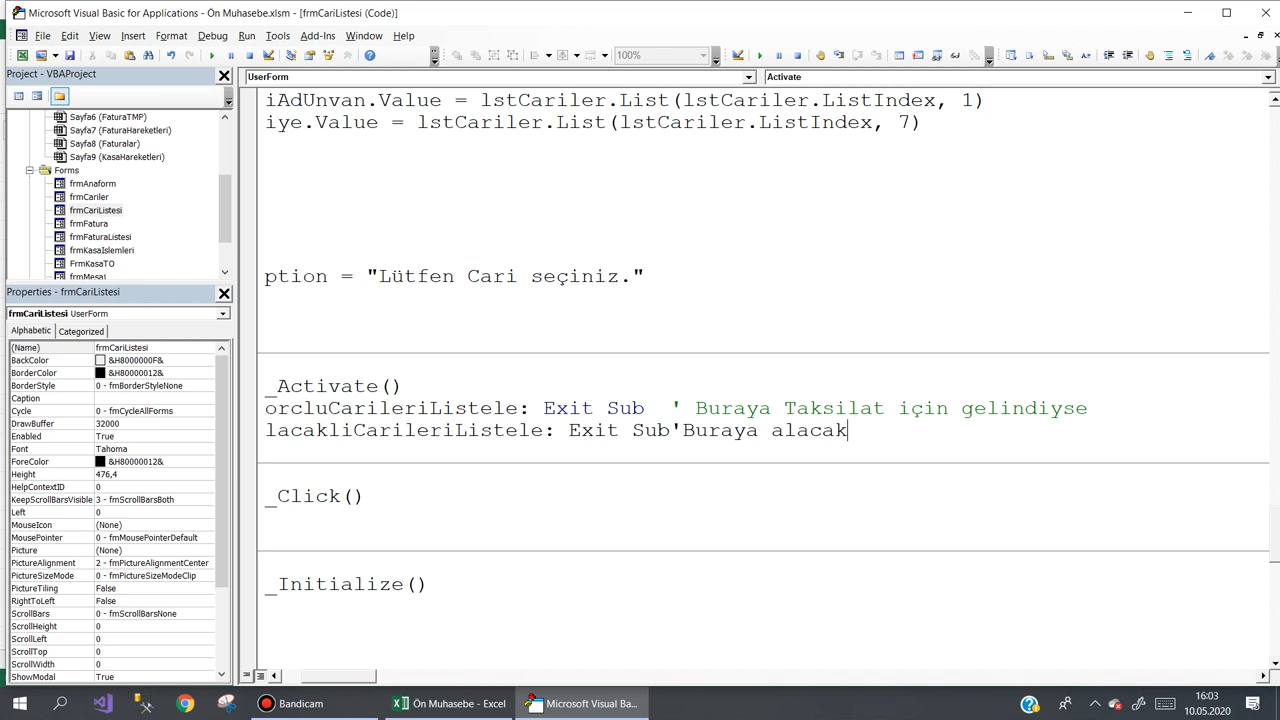 Microsoft Visual Basic for Applications - Ön Muhasebe.xlsm - [frmCariListesi (Code)]
File Edit View Insert Format Debug Run Tools Add-Ins Window Help
100%
Project - VBAProject
UserForm
Activate
Sayfa6 (FaturaTMP)
Sayfa7 (FaturaHareketleri)
Sayfa8 (Faturalar)
Sayfa9 (KasaHareketleri)
Forms
frmAnaform
frmCariler
frmCariListesi
frmFatura
frmFaturaListesi
frmKasaIslemleri
FrmKasaTO
frmMesaj
Properties - frmCariListesi
frmCariListesi UserForm
Alphabetic Categorized
(Name) frmCariListesi
BackColor &H8000000F&
BorderColor &H80000012&
BorderStyle 0 - fmBorderStyleNone
Caption
Cycle 0 - fmCycleAllForms
DrawBuffer 32000
Enabled True
Font Tahoma
ForeColor &H80000012&
Height 476,4
HelpContextID 0
KeepScrollBarsVisible 3 - fmScrollBarsBoth
Left 0
MouseIcon (None)
MousePointer 0 - fmMousePointerDefault
Picture (None)
PictureAlignment 2 - fmPictureAlignmentCenter
PictureSizeMode 0 - fmPictureSizeModeClip
PictureTiling False
RightToLeft False
ScrollBars 0 - fmScrollBarsNone
ScrollHeight 0
ScrollLeft 0
ScrollTop 0
ScrollWidth 0
ShowModal True
iAdUnvan.Value = lstCariler.List(lstCariler.ListIndex, 1)
iye.Value = lstCariler.List(lstCariler.ListIndex, 7)
ption = "Lütfen Cari seçiniz."
_Activate()
orcluCarileriListele: Exit Sub ' Buraya Taksilat için gelindiyse
lacakliCarileriListele: Exit Sub'Buraya alacak
_Click()
_Initialize()
Bandicam
Ön Muhasebe - Excel
Microsoft Visual Ba...
16:03
10.05.2020